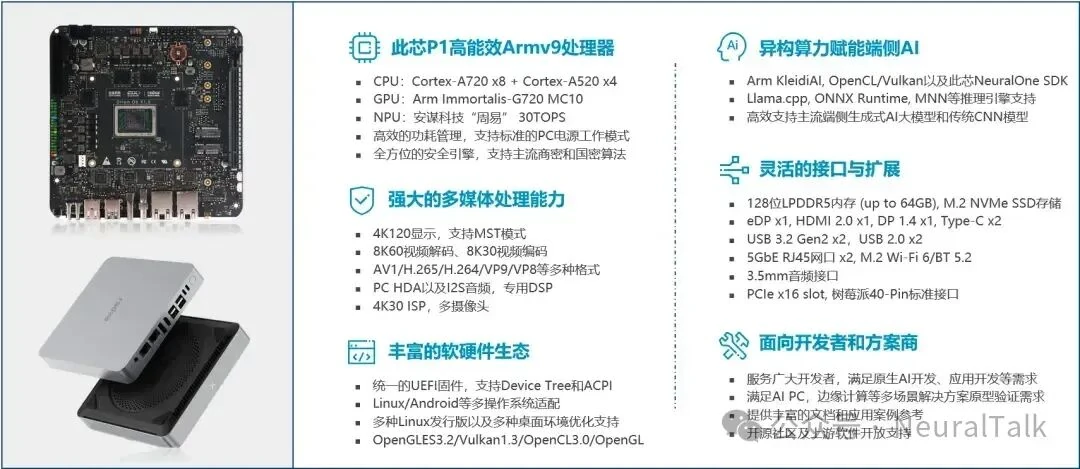 此芯P1高能效Armv9处理器
CPU：Cortex-A720 x8 + Cortex-A520 x4
GPU：Arm Immortalis-G720 MC10
NPU：安谋科技“周易” 30TOPS
高效的功耗管理，支持标准的PC电源工作模式
全方位的安全引擎，支持主流商密和国密算法
强大的多媒体处理能力
4K120显示，支持MST模式
8K60视频解码、8K30视频编码
AV1/H.265/H.264/VP9/VP8等多种格式
PC HDA以及I2S音频，专用DSP
4K30 ISP，多摄像头
丰富的软硬件生态
统一的UEFI固件，支持Device Tree和ACPI
Linux/Android等多操作系统适配
多种Linux发行版以及多种桌面环境优化支持
OpenGLES3.2/Vulkan1.3/OpenCL3.0/OpenGL
Ai
异构算力赋能端侧AI
Arm KleidiAI, OpenCL/Vulkan以及此芯NeuralOne SDK
Llama.cpp, ONNX Runtime, MNN等推理引擎支持
高效支持主流端侧生成式AI大模型和传统CNN模型
灵活的接口与扩展
128位LPDDR5内存 (up to 64GB), M.2 NVMe SSD存储
eDP x1, HDMI 2.0 x1, DP 1.4 x1, Type-C x2
USB 3.2 Gen2 x2，USB 2.0 x2
5GbE RJ45网口 x2, M.2 Wi-Fi 6/BT 5.2
3.5mm音频接口
PCIe x16 slot, 树莓派40-Pin标准接口
面向开发者和方案商
服务广大开发者，满足原生AI开发、应用开发等需求
满足AI PC，边缘计算等多场景解决方案原型验证需求
提供丰富的文档和应用案例参考
开源社区及上游软件开放支持
公众号 · NeuralTalk